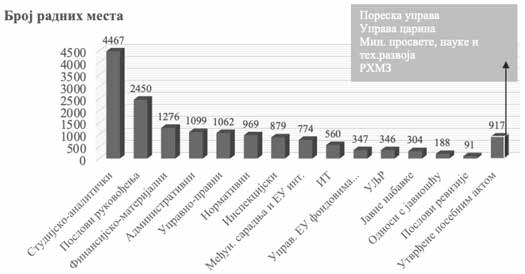 Број радних места
Пореска управа
Управа царина
Мин. просвете, науке и
тех.развоја
РХМЗ
4500
4000
3500
3000
2500
2000
1500
1000
500
0
4467
2450
1276
1099
1062
969
879
774
560
347
346
304
188
91
917
Студијско-аналитички
Послови руковођења
Финансијско-материјални
Административни
Управно-правни
Нормативни
Инспекцијски
Међун. сарадња и ЕУ инт.
ИТ
Управ. ЕУ фондовима...
УЉР
Јавне набавке
Односи с јавношћу
Послови ревизије
Утврђене посебним актом